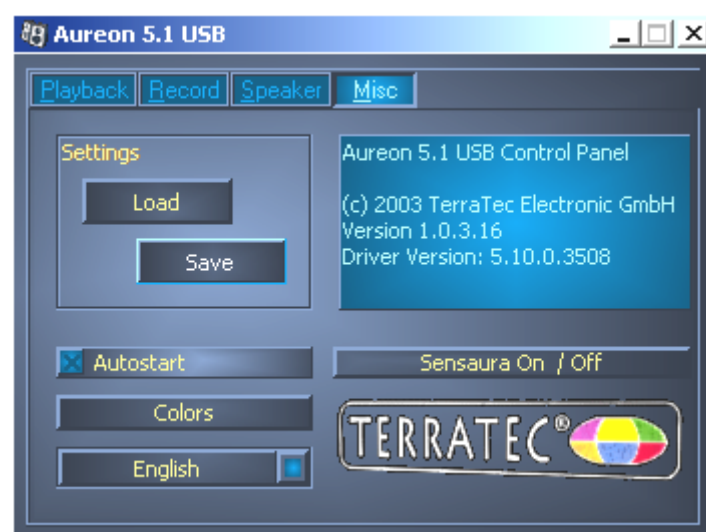 Aureon 5.1 USB
Playback Record Speaker Misc
Settings
Load
Save
Aureon 5.1 USB Control Panel
(c) 2003 TerraTec Electronic GmbH
Version 1.0.3.16
Driver Version: 5.10.0.3508
Autostart
Sensaura On / Off
Colors
English
TERRATEC®